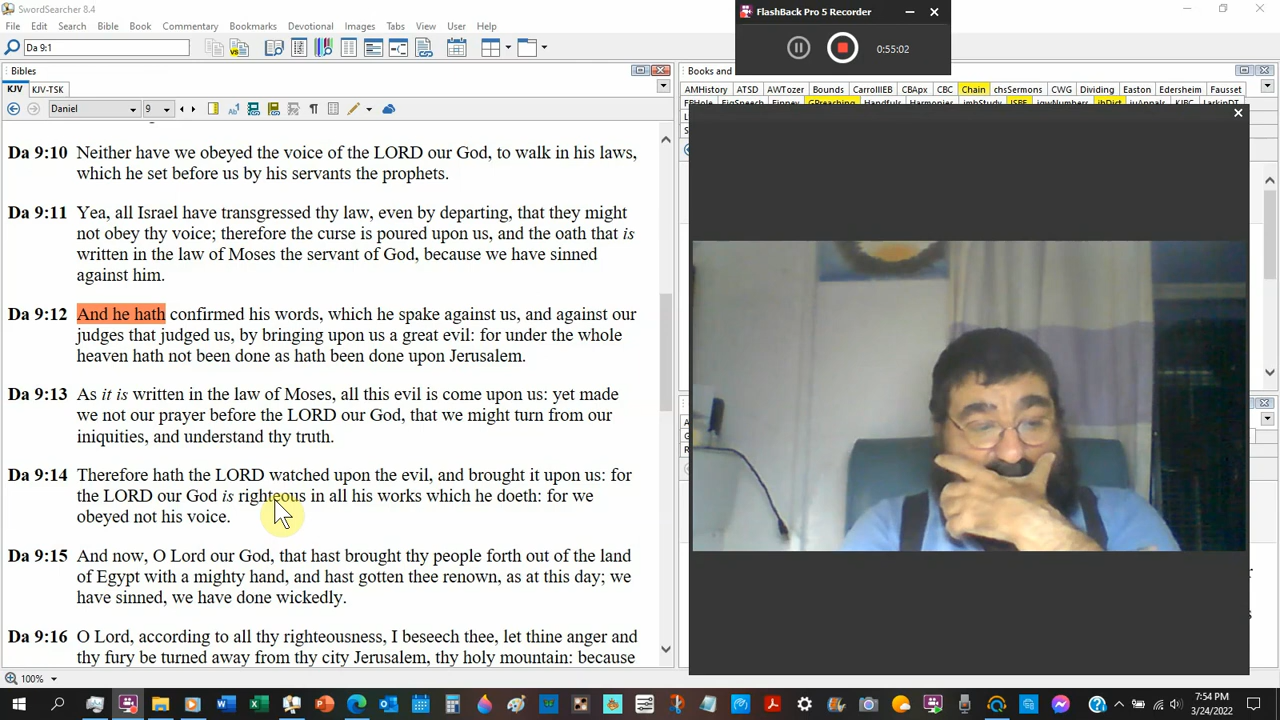 SwordSearcher 8.4
FlashBack Pro 5 Recorder
0:55:02
File Edit Search Bible Book Commentary Bookmarks Devotional Images Tabs View User Help
Da 9:1
Bibles
KJV KJV-TSK
Daniel 9
Da 9:10 Neither have we obeyed the voice of the LORD our God, to walk in his laws,
which he set before us by his servants the prophets.
Da 9:11 Yea, all Israel have transgressed thy law, even by departing, that they might
not obey thy voice; therefore the curse is poured upon us, and the oath that is
written in the law of Moses the servant of God, because we have sinned
against him.
Da 9:12 And he hath confirmed his words, which he spake against us, and against our
judges that judged us, by bringing upon us a great evil: for under the whole
heaven hath not been done as hath been done upon Jerusalem.
Da 9:13 As it is written in the law of Moses, all this evil is come upon us: yet made
we not our prayer before the LORD our God, that we might turn from our
iniquities, and understand thy truth.
Da 9:14 Therefore hath the LORD watched upon the evil, and brought it upon us: for
the LORD our God is righteous in all his works which he doeth: for we
obeyed not his voice.
Da 9:15 And now, O Lord our God, that hast brought thy people forth out of the land
of Egypt with a mighty hand, and hast gotten thee renown, as at this day; we
have sinned, we have done wickedly.
Da 9:16 O Lord, according to all thy righteousness, I beseech thee, let thine anger and
thy fury be turned away from thy city Jerusalem, thy holy mountain: because
100%
Books and
AMHistory ATSD AWTozer Bounds CarrollEB CBApx CBC Chain chsSermons CWG Dividing Easton Edersheim Fausset
7:54 PM
3/24/2022